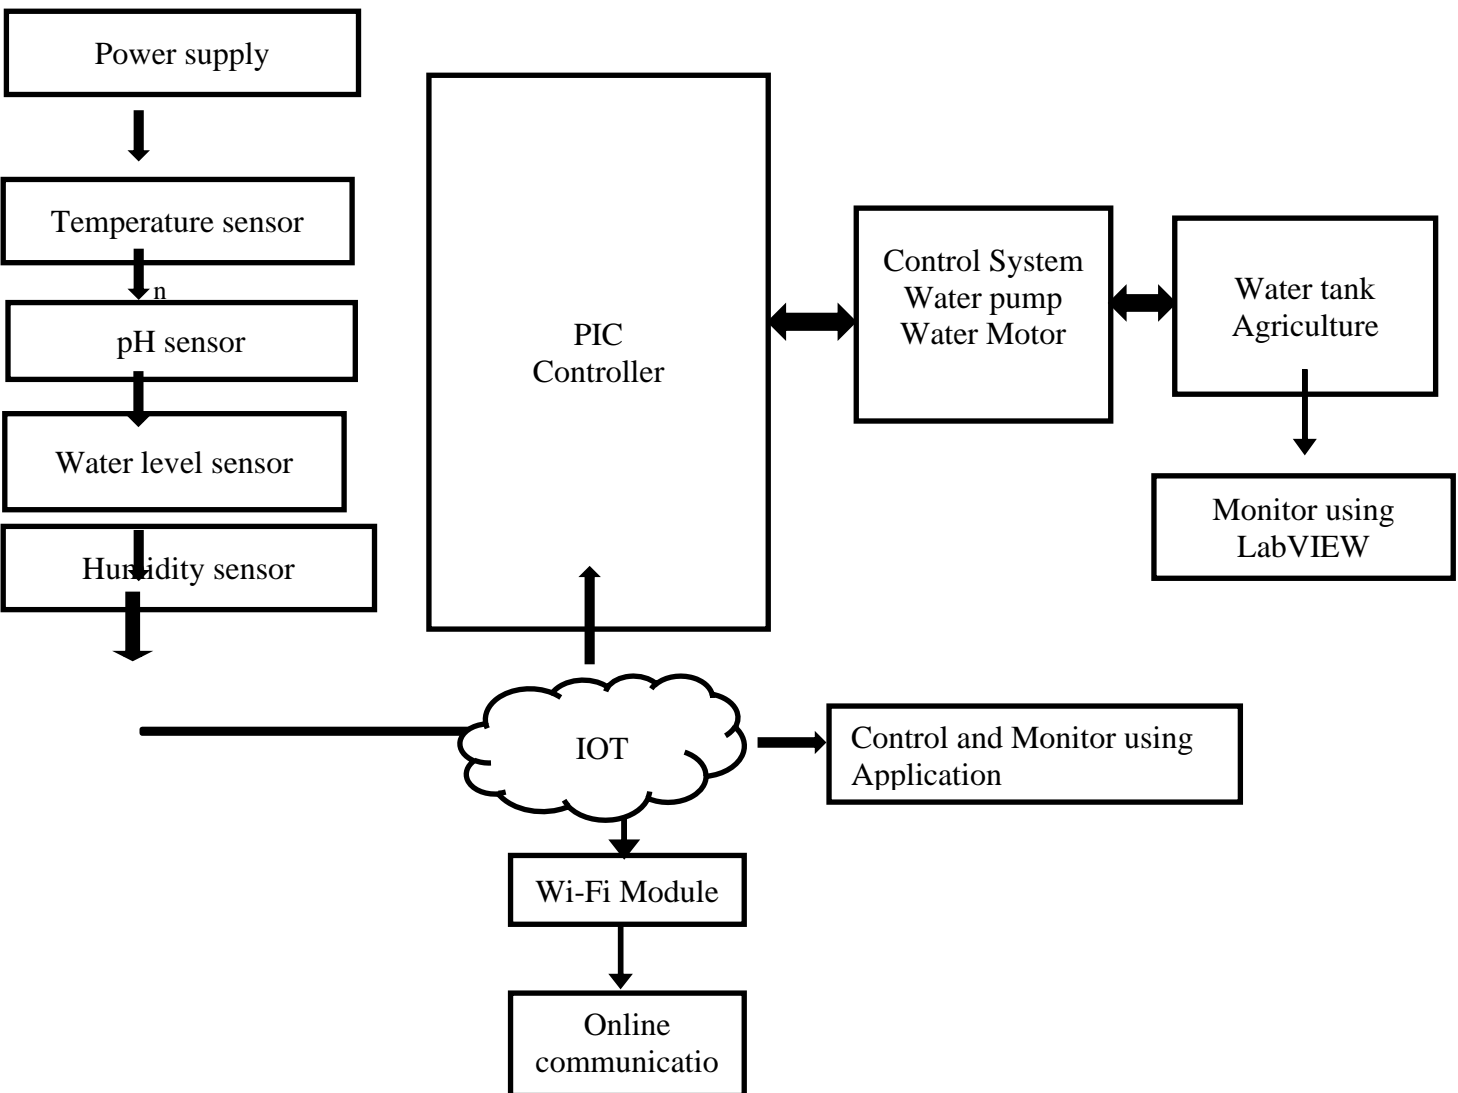 Power supply
Temperature sensor
n
pH sensor
Water level sensor
Humidity sensor
PIC
Controller
Control System
Water pump
Water Motor
Water tank
Agriculture
Monitor using
LabVIEW
IOT
Control and Monitor using
Application
Wi-Fi Module
Online
communicatio